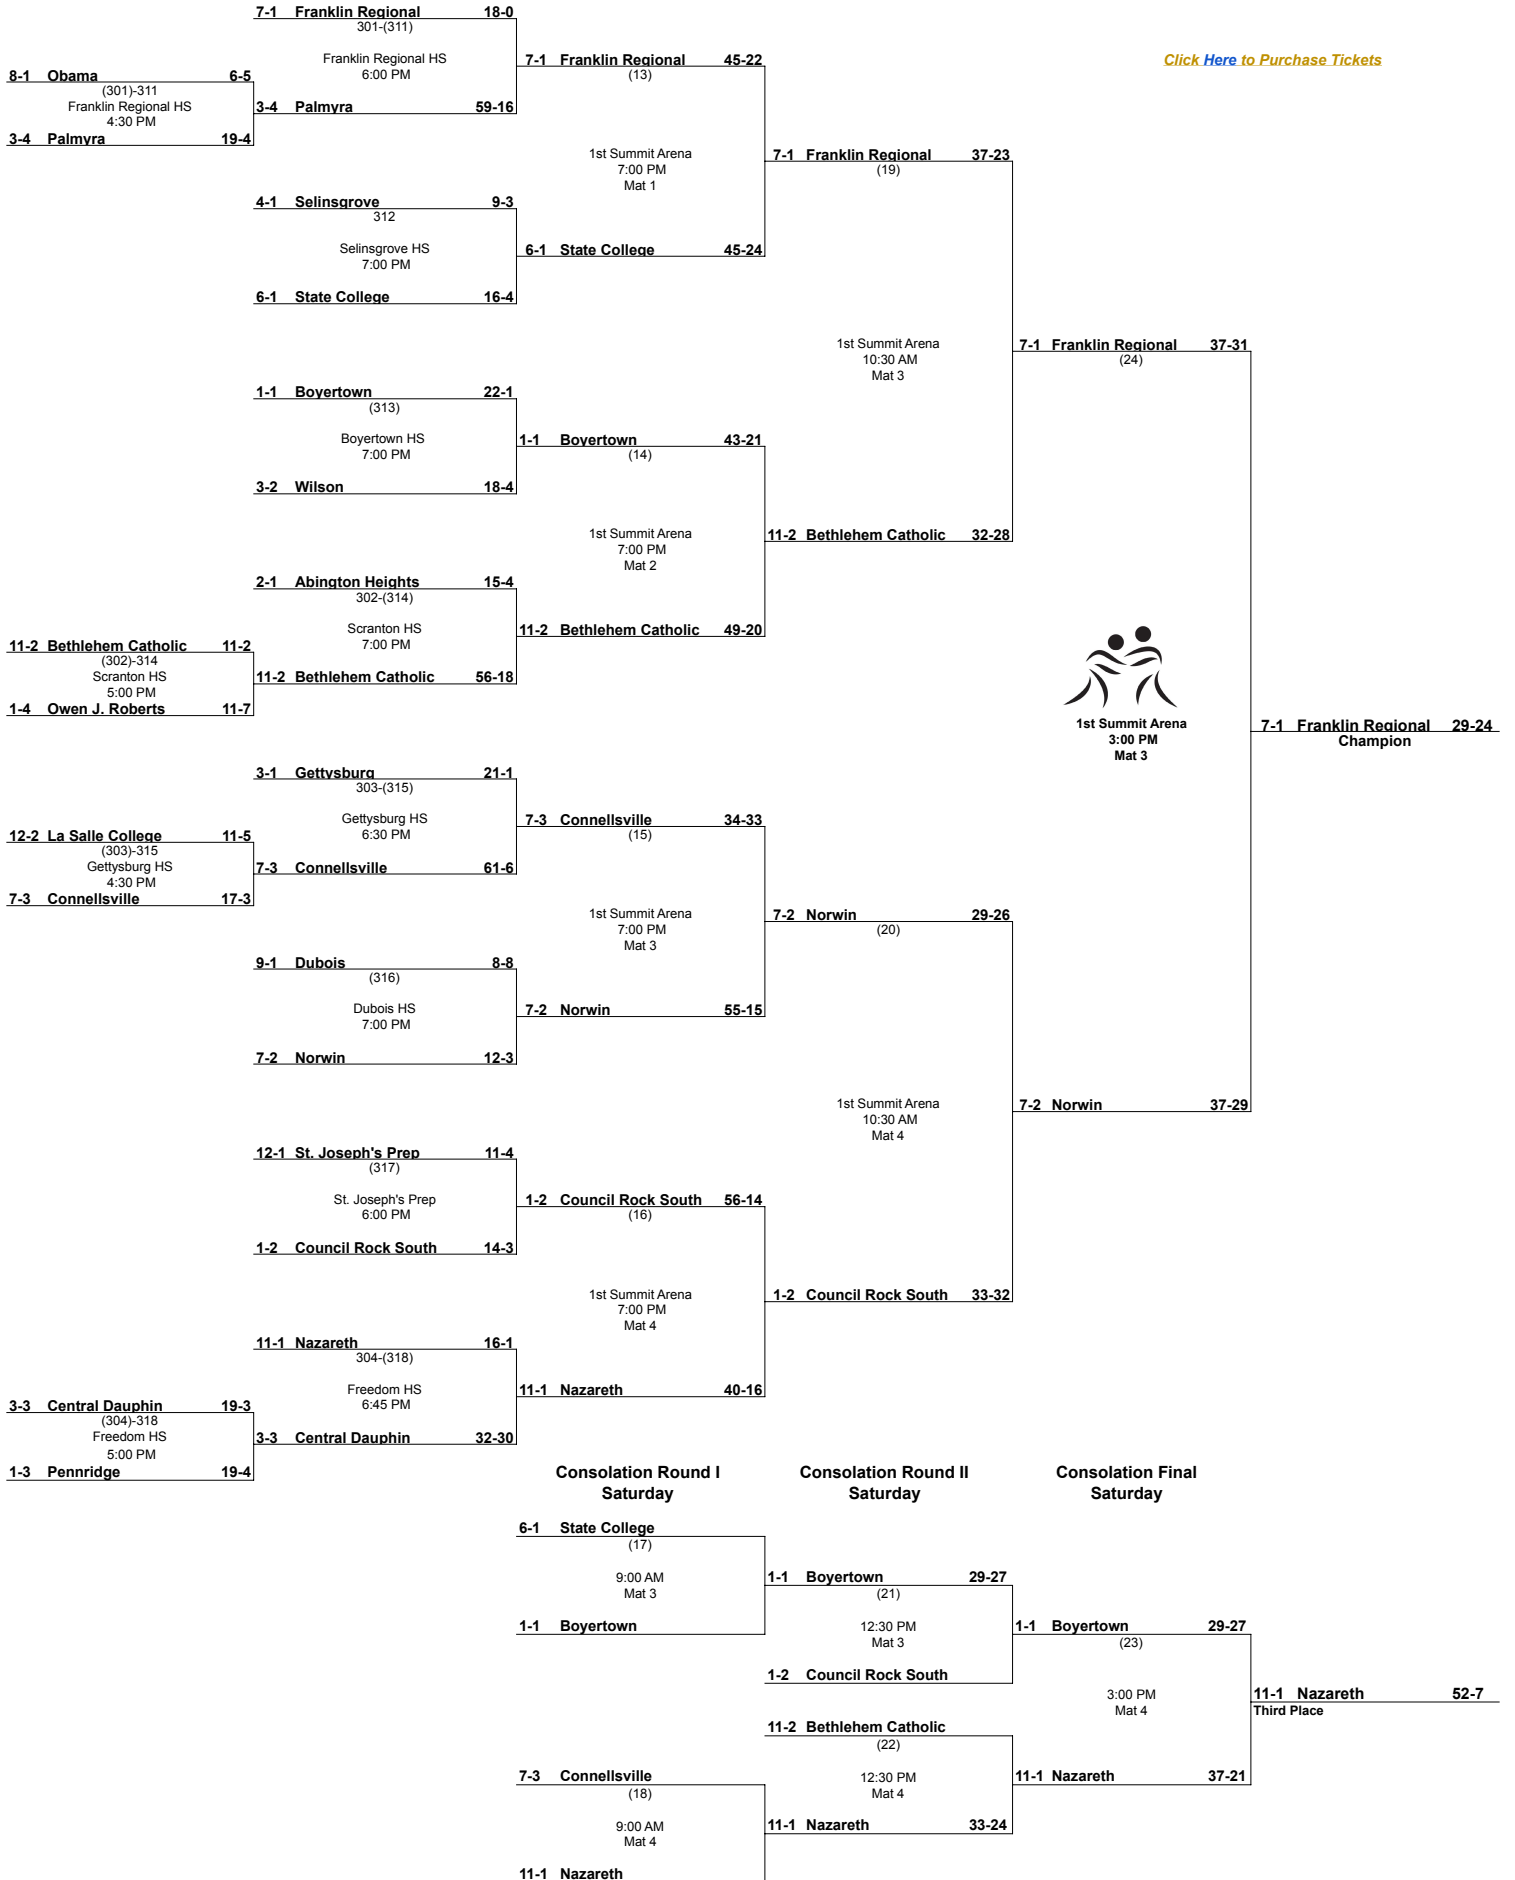 7-1 Franklin Regional 18-0
301-(311)
Franklin Regional HS
6:00 PM
7-1 Franklin Regional 45-22
(13)
Click Here to Purchase Tickets
8-1 Obama 6-5
(301)-311
Franklin Regional HS
4:30 PM
3-4 Palmyra 59-16
3-4 Palmyra 19-4
1st Summit Arena
7:00 PM
Mat 1
7-1 Franklin Regional 37-23
(19)
4-1 Selinsgrove 9-3
312
Selinsgrove HS
7:00 PM
6-1 State College 45-24
6-1 State College 16-4
1st Summit Arena
10:30 AM
Mat 3
7-1 Franklin Regional 37-31
(24)
1-1 Boyertown 22-1
(313)
Boyertown HS
7:00 PM
1-1 Boyertown 43-21
(14)
3-2 Wilson 18-4
1st Summit Arena
7:00 PM
Mat 2
11-2 Bethlehem Catholic 32-28
2-1 Abington Heights 15-4
302-(314)
Scranton HS
7:00 PM
11-2 Bethlehem Catholic 49-20
11-2 Bethlehem Catholic 11-2
(302)-314
Scranton HS
5:00 PM
11-2 Bethlehem Catholic 56-18
1-4 Owen J. Roberts 11-7
1st Summit Arena
3:00 PM
Mat 3
7-1 Franklin Regional 29-24
Champion
3-1 Gettysburg 21-1
303-(315)
Gettysburg HS
6:30 PM
7-3 Connellsville 34-33
(15)
12-2 La Salle College 11-5
(303)-315
Gettysburg HS
4:30 PM
7-3 Connellsville 61-6
7-3 Connellsville 17-3
1st Summit Arena
7:00 PM
Mat 3
7-2 Norwin 29-26
(20)
9-1 Dubois 8-8
(316)
Dubois HS
7:00 PM
7-2 Norwin 55-15
7-2 Norwin 12-3
1st Summit Arena
10:30 AM
Mat 4
7-2 Norwin 37-29
12-1 St. Joseph's Prep 11-4
(317)
St. Joseph's Prep
6:00 PM
1-2 Council Rock South 56-14
(16)
1-2 Council Rock South 14-3
1st Summit Arena
7:00 PM
Mat 4
1-2 Council Rock South 33-32
11-1 Nazareth 16-1
304-(318)
Freedom HS
6:45 PM
11-1 Nazareth 40-16
3-3 Central Dauphin 19-3
(304)-318
Freedom HS
5:00 PM
3-3 Central Dauphin 32-30
1-3 Pennridge 19-4
Consolation Round I
Saturday
Consolation Round II
Saturday
Consolation Final
Saturday
6-1 State College
(17)
9:00 AM
Mat 3
1-1 Boyertown 29-27
(21)
1-1 Boyertown
12:30 PM
Mat 3
1-1 Boyertown 29-27
(23)
1-2 Council Rock South
3:00 PM
Mat 4
11-1 Nazareth 52-7
Third Place
11-2 Bethlehem Catholic
(22)
7-3 Connellsville
(18)
12:30 PM
Mat 4
11-1 Nazareth 37-21
9:00 AM
Mat 4
11-1 Nazareth 33-24
11-1 Nazareth